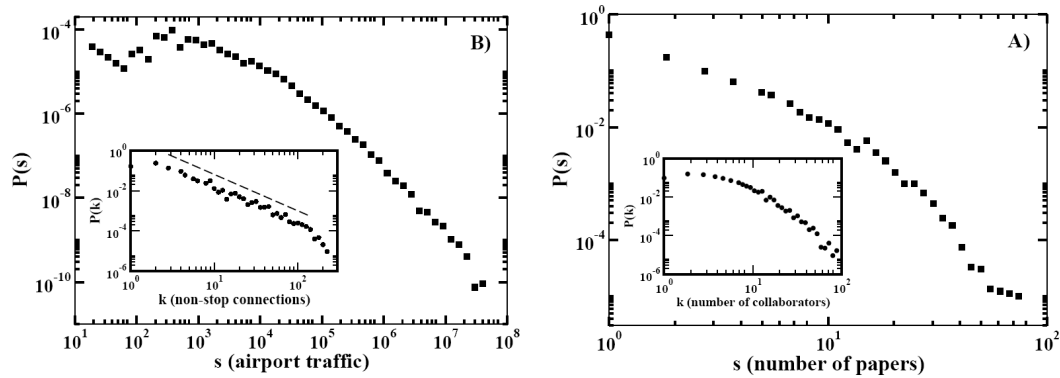 B)
P(s)
10^-4
10^-6
10^-8
10^-10
10^1 10^2 10^3 10^4 10^5 10^6 10^7 10^8
s (airport traffic)
P(k)
10^0
10^-2
10^-4
10^-6
10^0 10^1 10^2
k (non-stop connections)
A)
P(s)
10^0
10^-2
10^-4
10^0 10^1 10^2
s (number of papers)
P(k)
10^0
10^-2
10^-4
10^-6
10^0 10^1 10^2
k (number of collaborators)